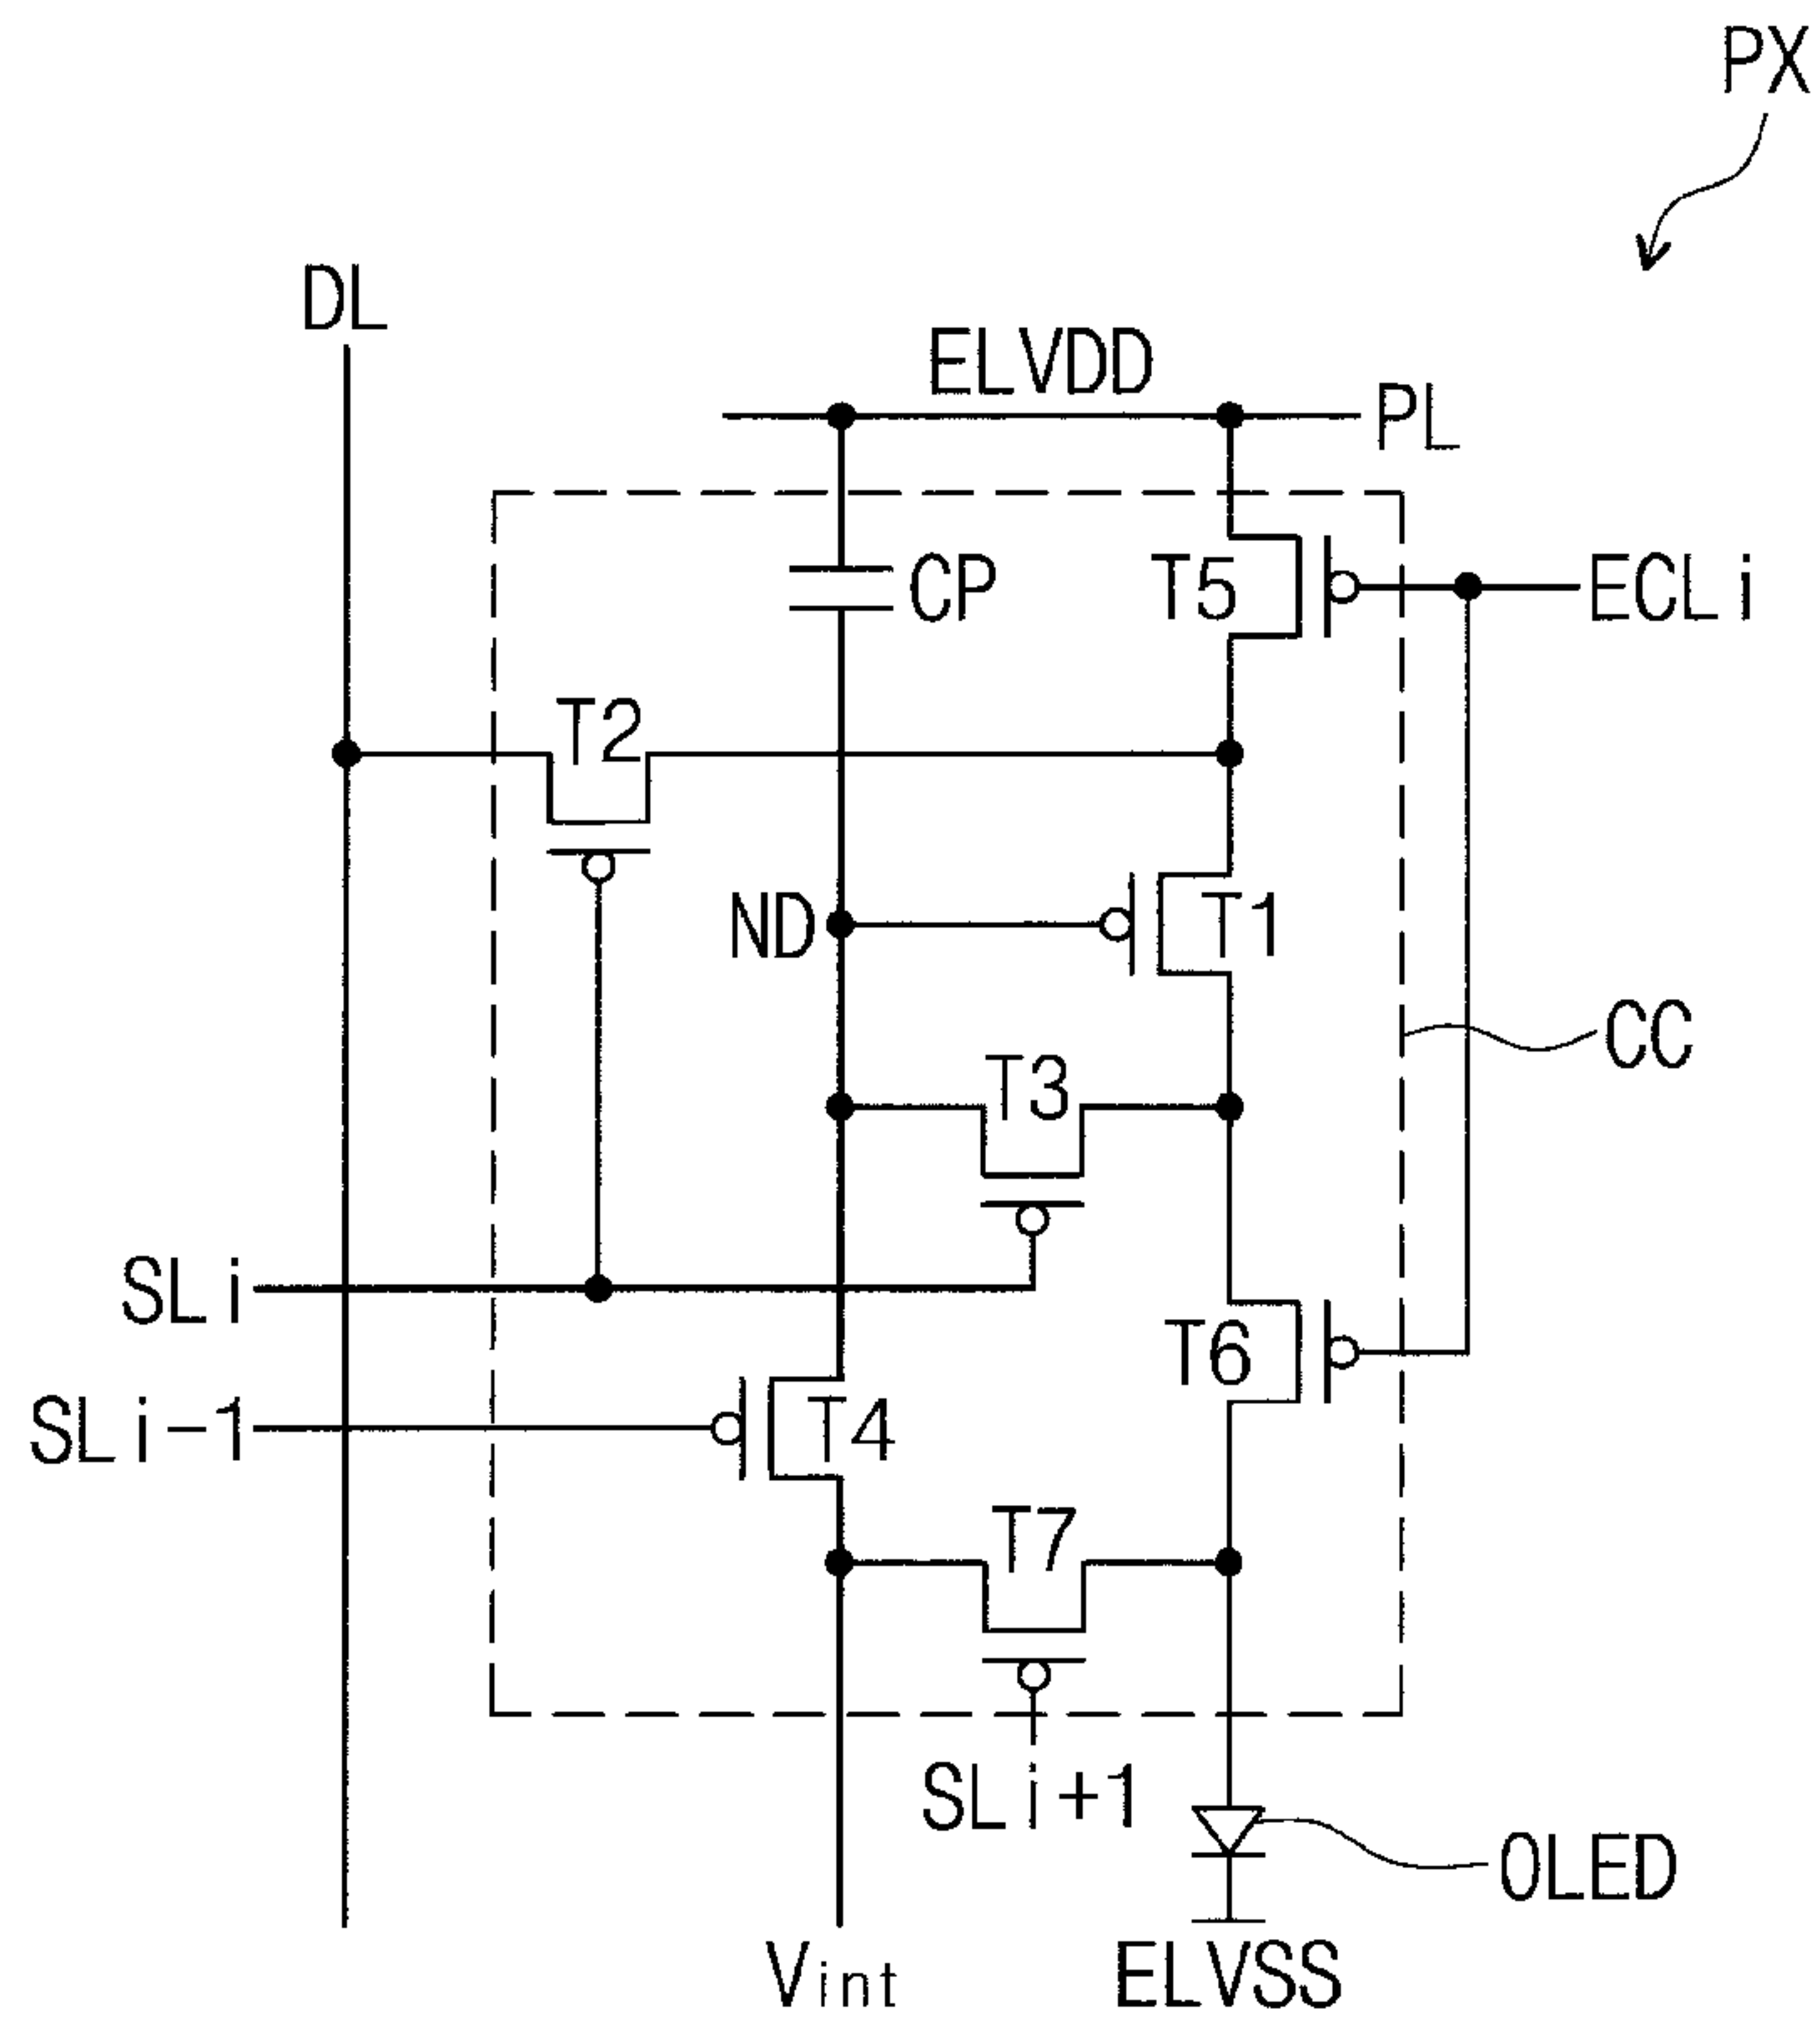 PX
DL
ELVDD
PL
CP
T5
ECLi
T2
ND
T1
CC
T3
SLi
T6
SLi-1
T4
T7
SLi+1
OLED
Vint
ELVSS